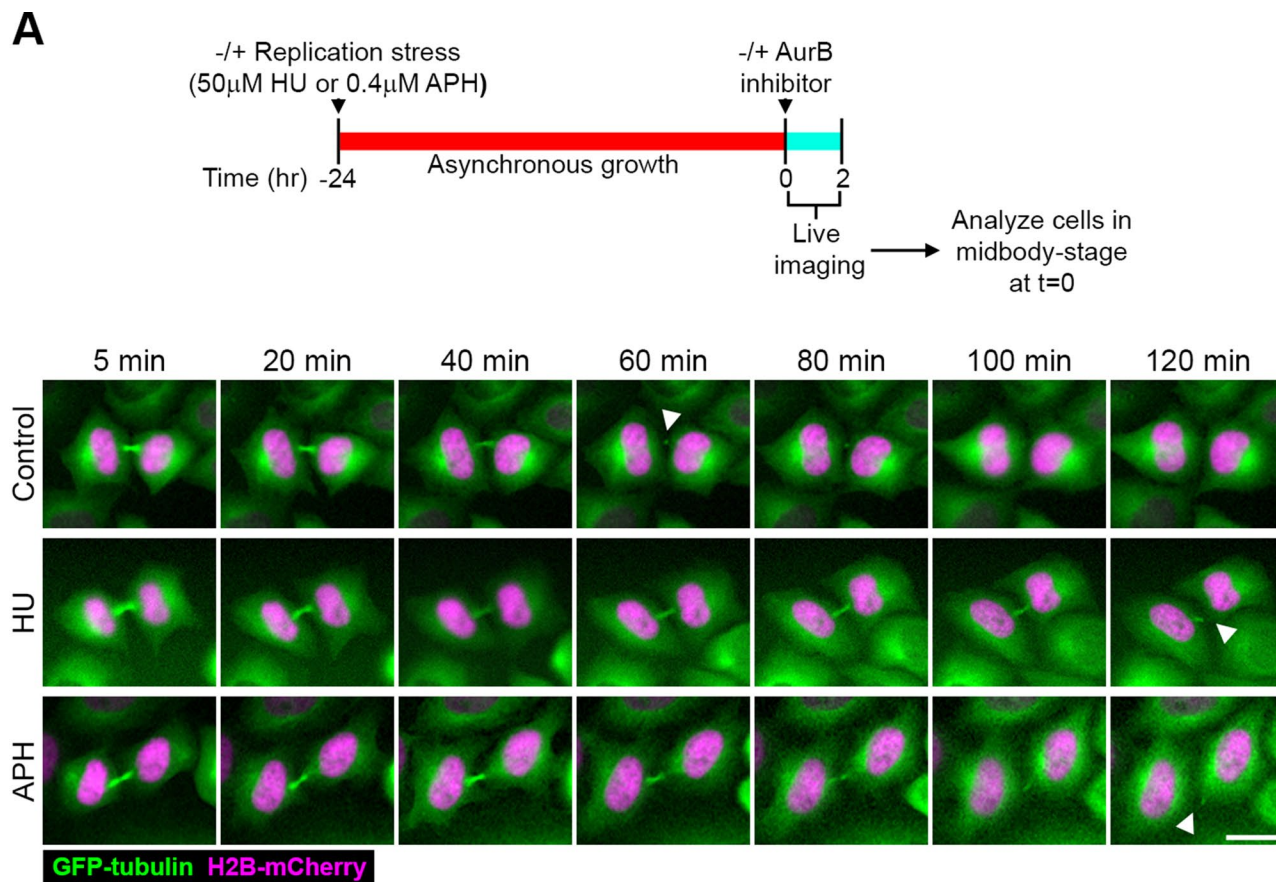 A
-/+ Replication stress
(50μM HU or 0.4μM APH)
-/+ AurB
inhibitor
Asynchronous growth
Time (hr) -24
0
2
Live
imaging
Analyze cells in
midbody-stage
at t=0
5 min 20 min 40 min 60 min 80 min 100 min 120 min
Control
HU
APH
GFP-tubulin H2B-mCherry